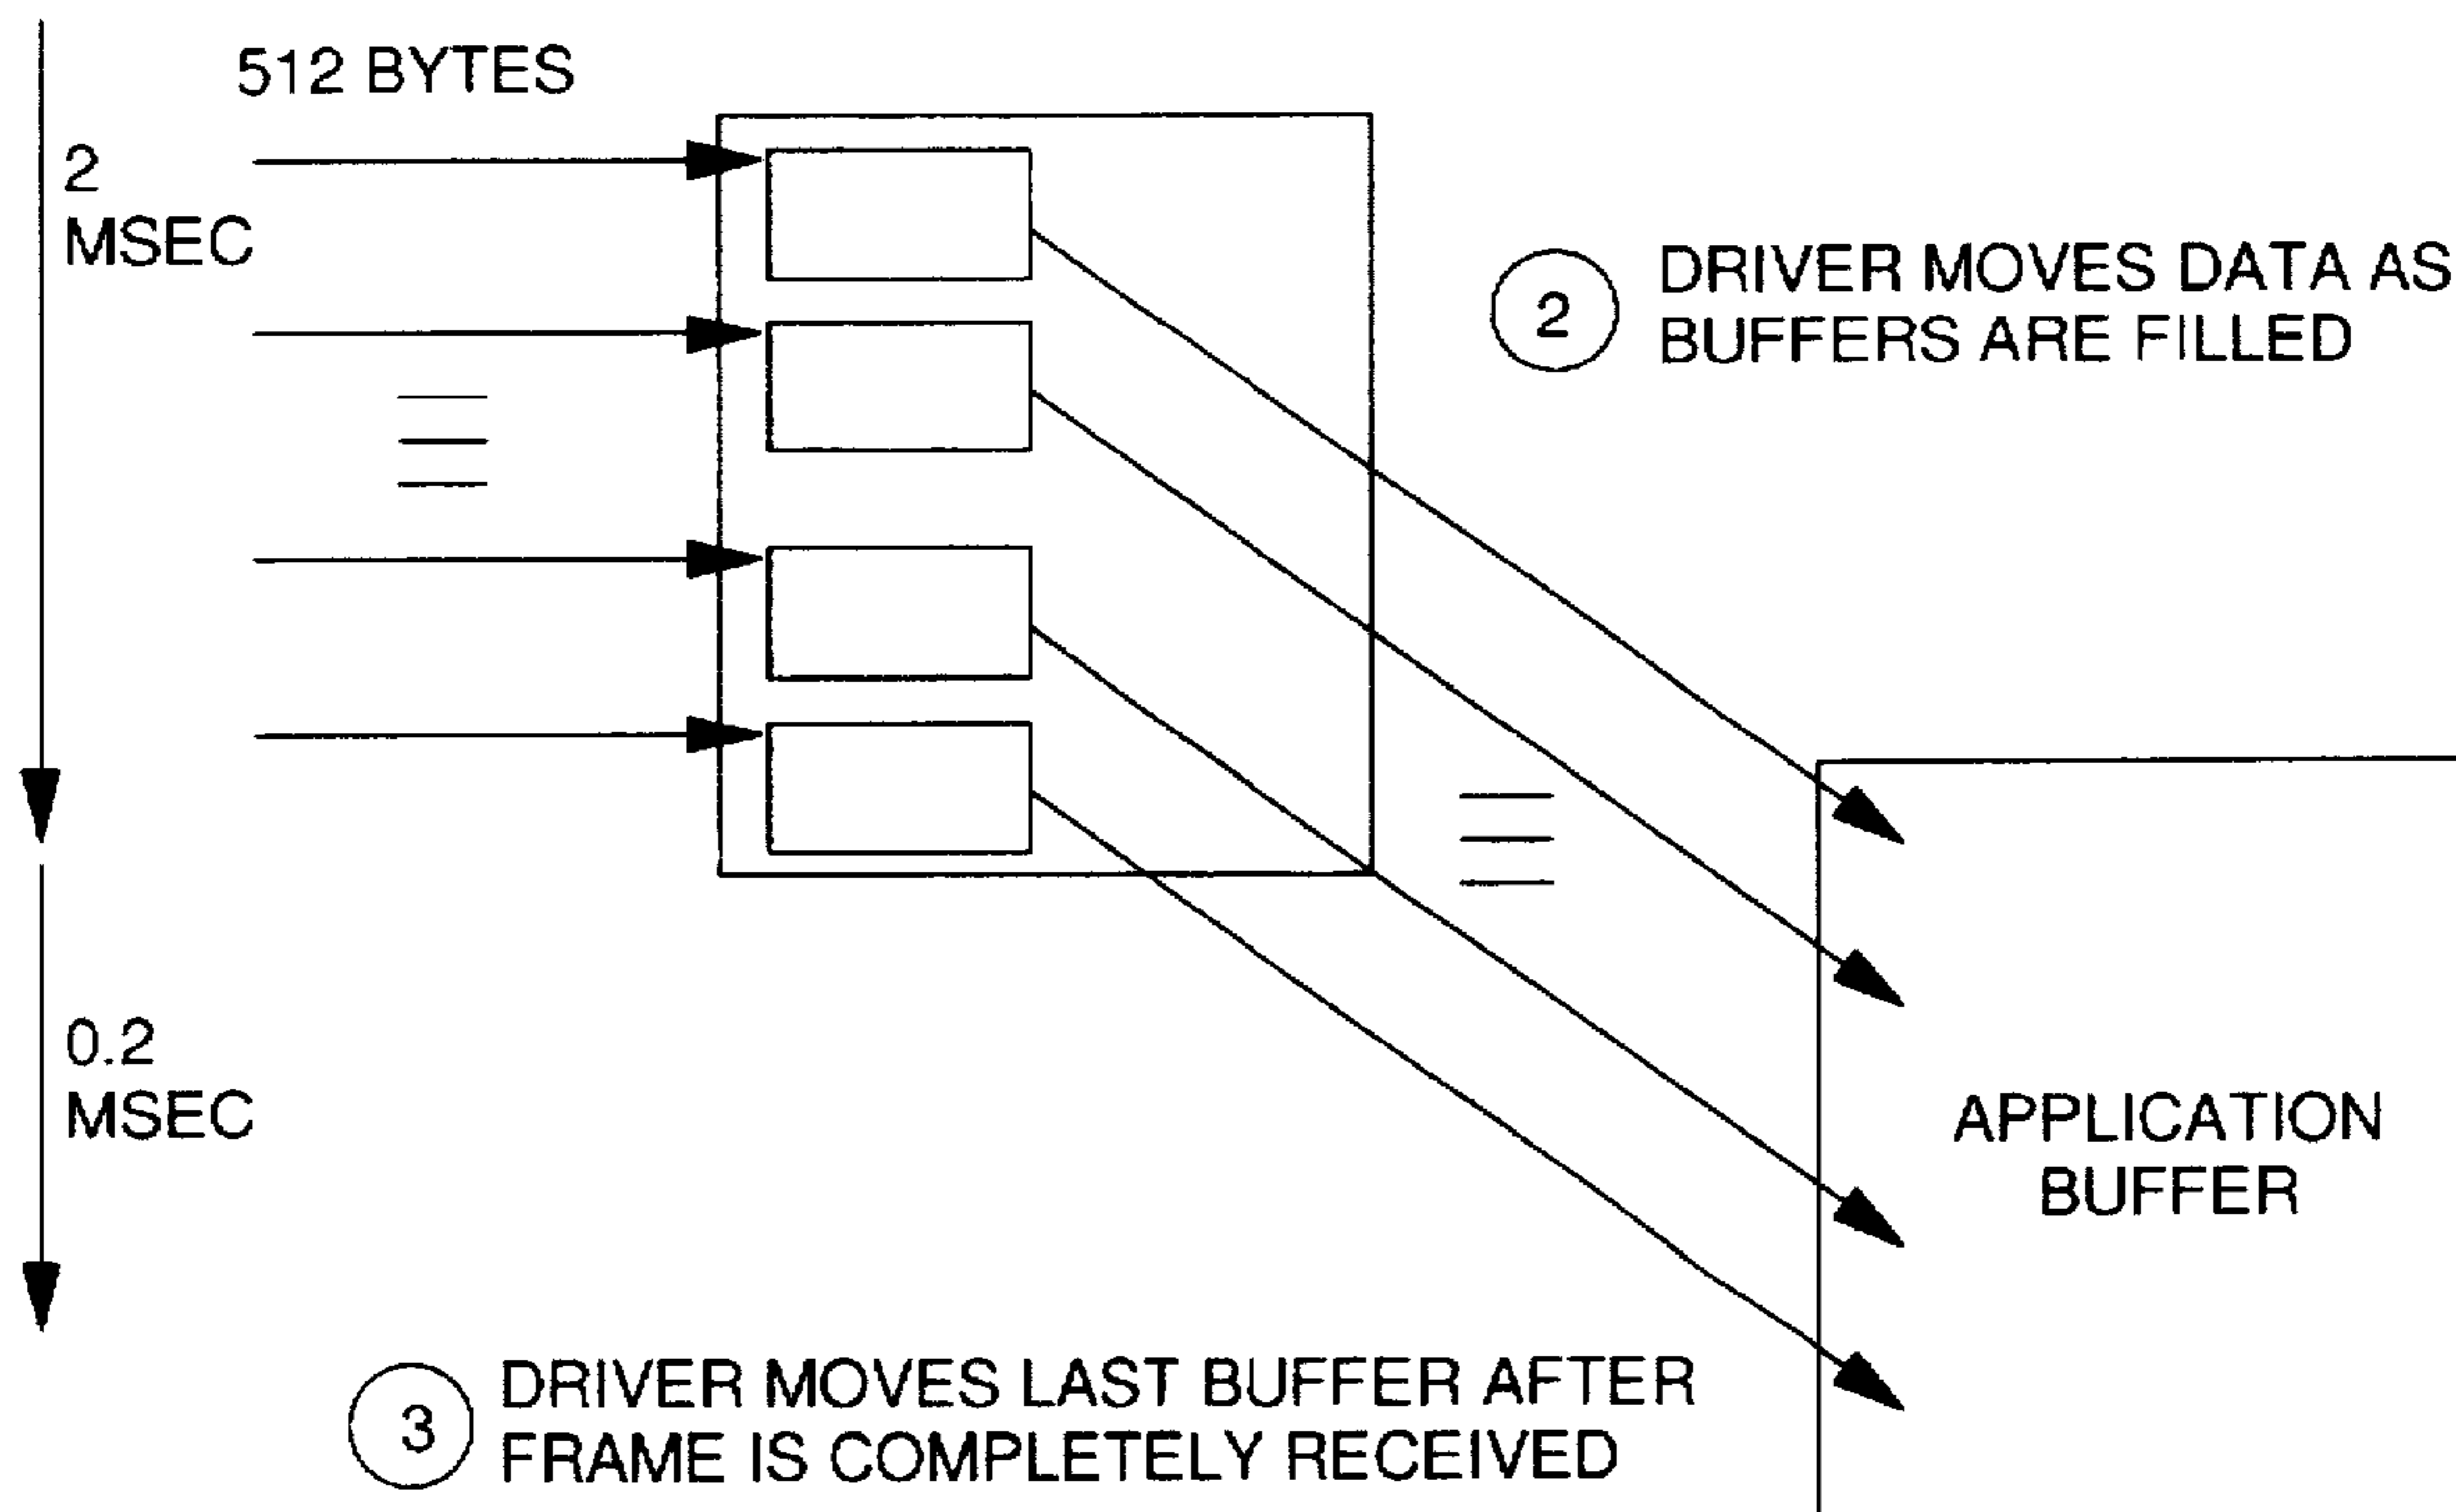 512 BYTES
2
MSEC
2
DRIVER MOVES DATA AS
BUFFERS ARE FILLED
0.2
MSEC
APPLICATION
BUFFER
3
DRIVER MOVES LAST BUFFER AFTER
FRAME IS COMPLETELY RECEIVED